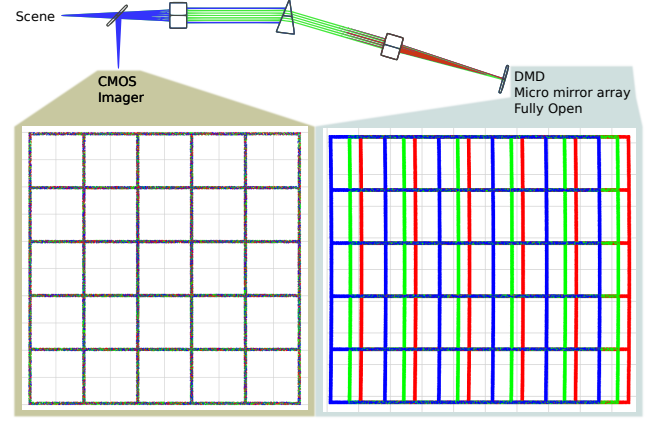 Scene
CMOS
Imager
DMD
Micro mirror array
Fully Open